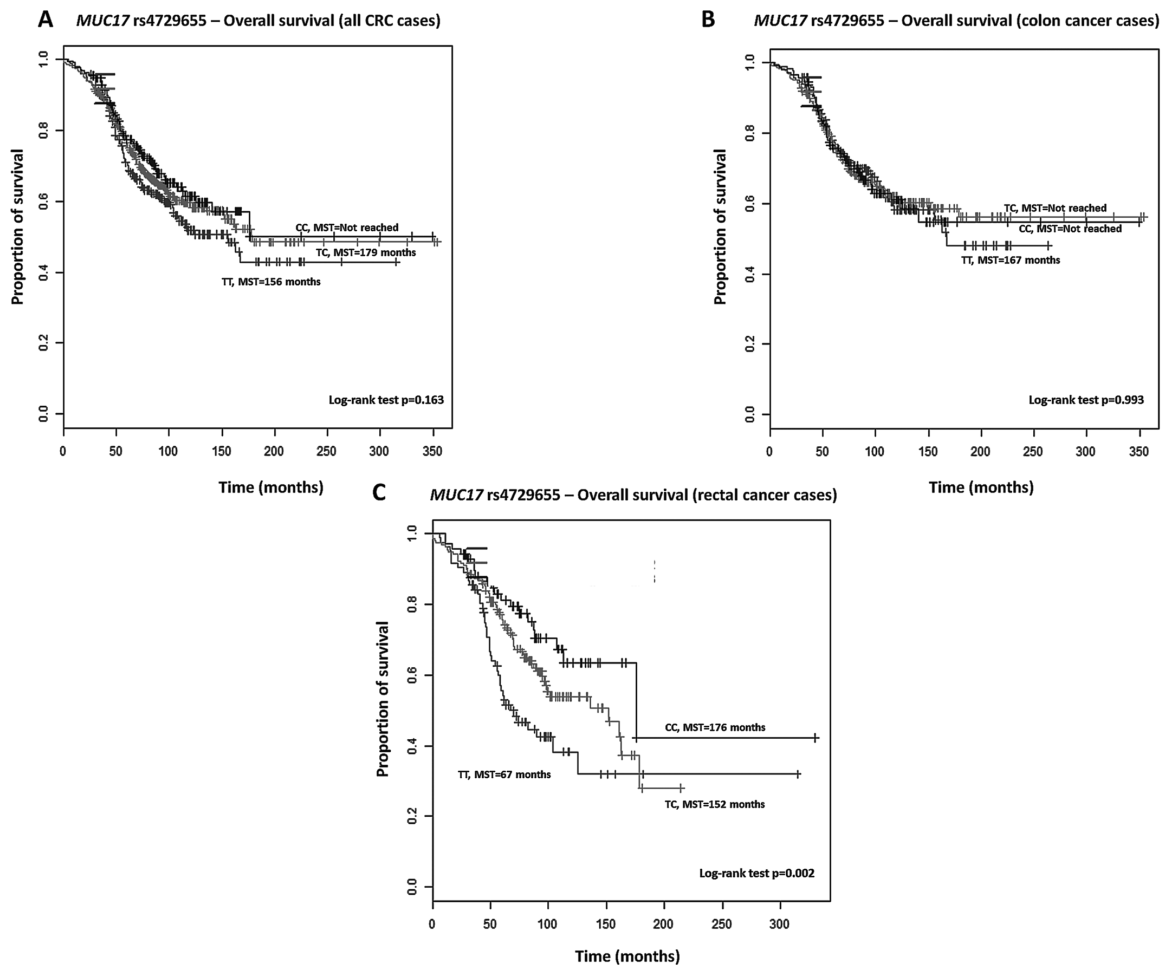 A
MUC17 rs4729655 – Overall survival (all CRC cases)
Proportion of survival
1.0
0.8
0.6
0.4
0.2
0.0
CC, MST=Not reached
TC, MST=179 months
TT, MST=156 months
Log-rank test p=0.163
0 50 100 150 200 250 300 350
Time (months)
B
MUC17 rs4729655 – Overall survival (colon cancer cases)
Proportion of survival
1.0
0.8
0.6
0.4
0.2
0.0
TC, MST=Not reached
CC, MST=Not reached
TT, MST=167 months
Log-rank test p=0.993
0 50 100 150 200 250 300 350
Time (months)
C
MUC17 rs4729655 – Overall survival (rectal cancer cases)
Proportion of survival
1.0
0.8
0.6
0.4
0.2
0.0
CC, MST=176 months
TT, MST=67 months
TC, MST=152 months
Log-rank test p=0.002
0 50 100 150 200 250 300
Time (months)